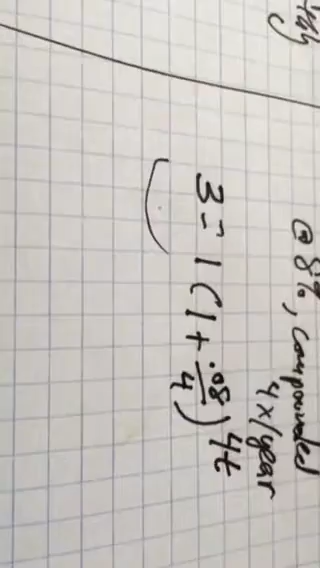 @ 8%, compounded
4x/year
3 = 1 (1 + .08/4)^4t